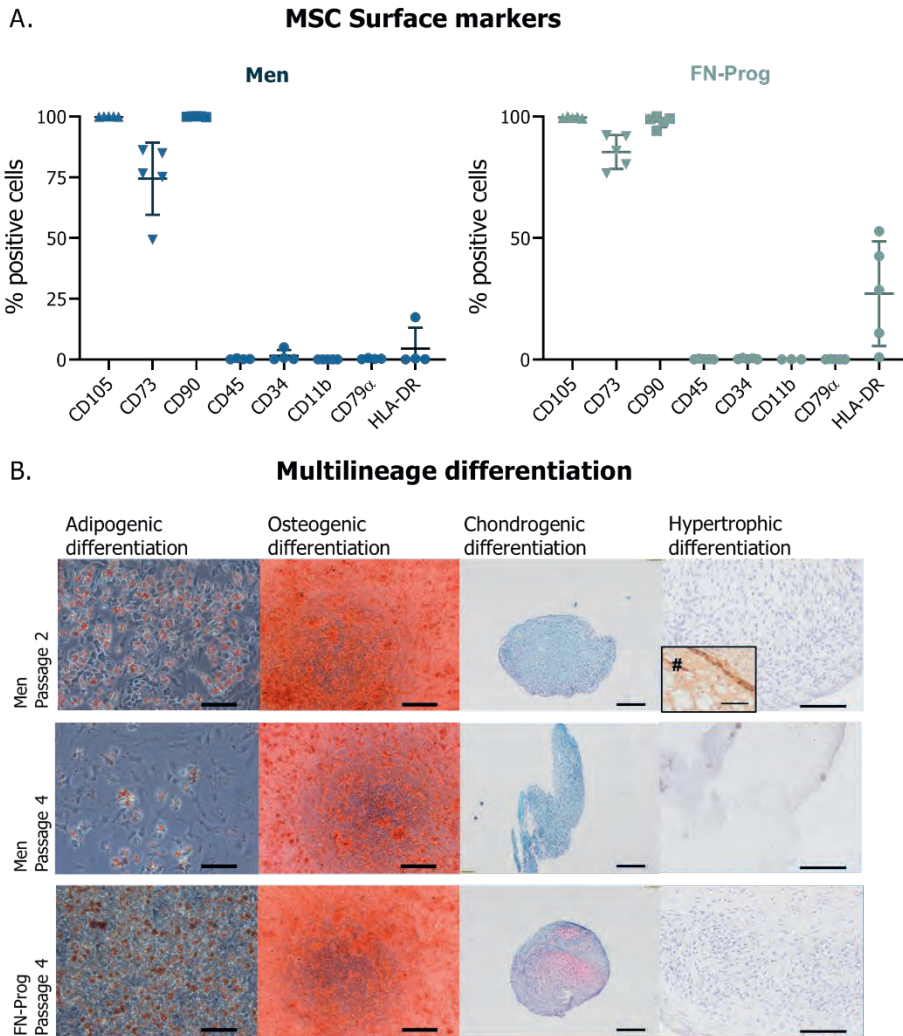 A.
MSC Surface markers
Men
% positive cells
100
75
50
25
0
CD105
CD73
CD90
CD45
CD34
CD11b
CD79α
HLA-DR
FN-Prog
% positive cells
100
50
0
CD105
CD73
CD90
CD45
CD34
CD11b
CD79α
HLA-DR
B.
Multilineage differentiation
Adipogenic
differentiation
Osteogenic
differentiation
Chondrogenic
differentiation
Hypertrophic
differentiation
Men
Passage 2
#
Men
Passage 4
FN-Prog
Passage 4